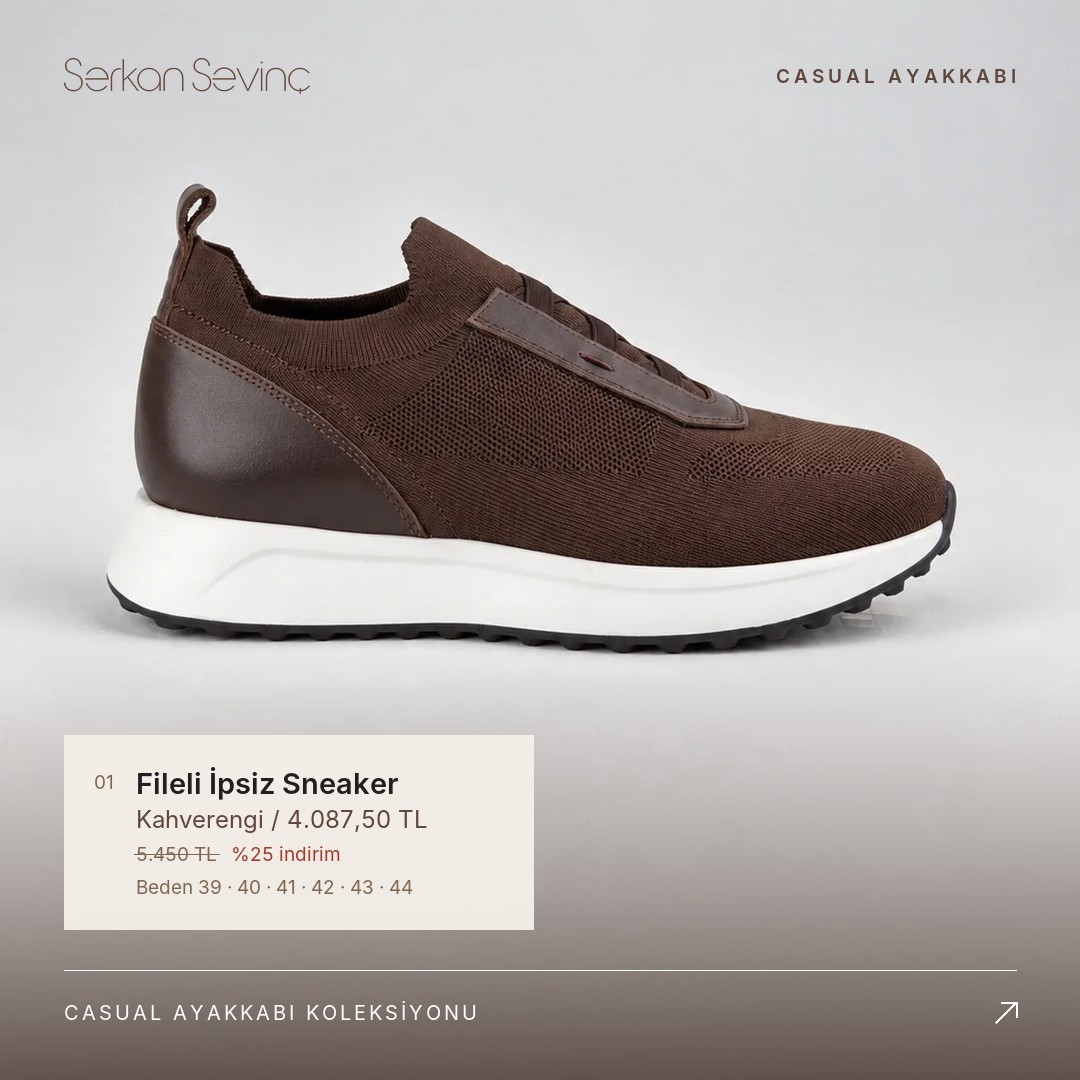 Serkan Sevinç
CASUAL AYAKKABI
01
Fileli İpsiz Sneaker
Kahverengi / 4.087,50 TL
5.450 TL %25 indirim
Beden 39 · 40 · 41 · 42 · 43 · 44
CASUAL AYAKKABI KOLEKSİYONU